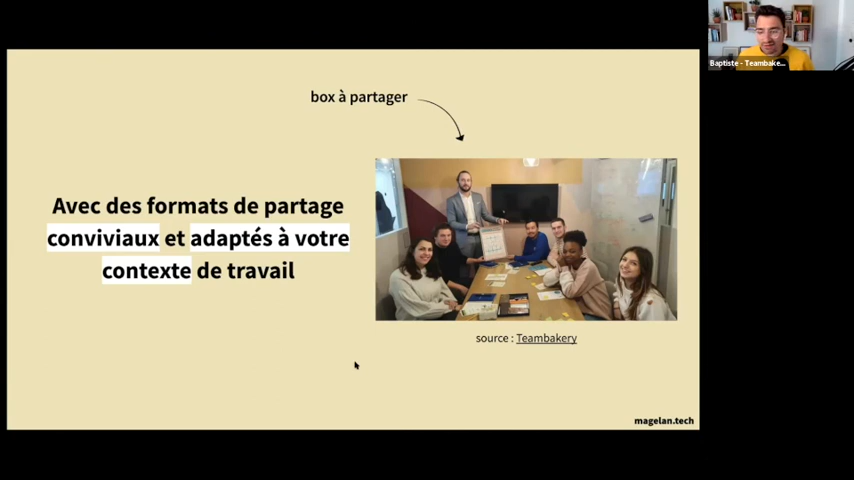 Baptiste - Teambake...
box à partager
Avec des formats de partage
conviviaux et adaptés à votre
contexte de travail
source : Teambakery
magelan.tech